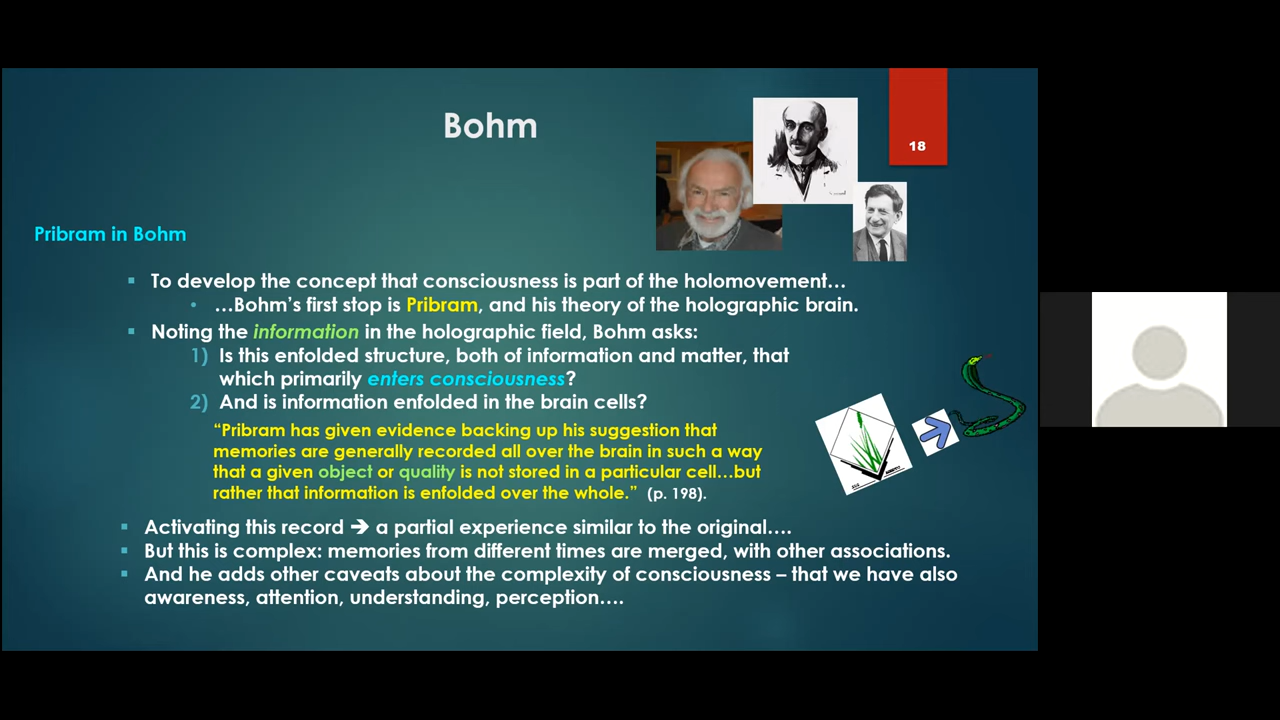 Bohm
18
Pribram in Bohm
▪ To develop the concept that consciousness is part of the holomovement…
• …Bohm’s first stop is Pribram, and his theory of the holographic brain.
▪ Noting the information in the holographic field, Bohm asks:
1) Is this enfolded structure, both of information and matter, that
which primarily enters consciousness?
2) And is information enfolded in the brain cells?
“Pribram has given evidence backing up his suggestion that
memories are generally recorded all over the brain in such a way
that a given object or quality is not stored in a particular cell…but
rather that information is enfolded over the whole.” (p. 198).
▪ Activating this record ➔ a partial experience similar to the original….
▪ But this is complex: memories from different times are merged, with other associations.
▪ And he adds other caveats about the complexity of consciousness – that we have also
awareness, attention, understanding, perception….